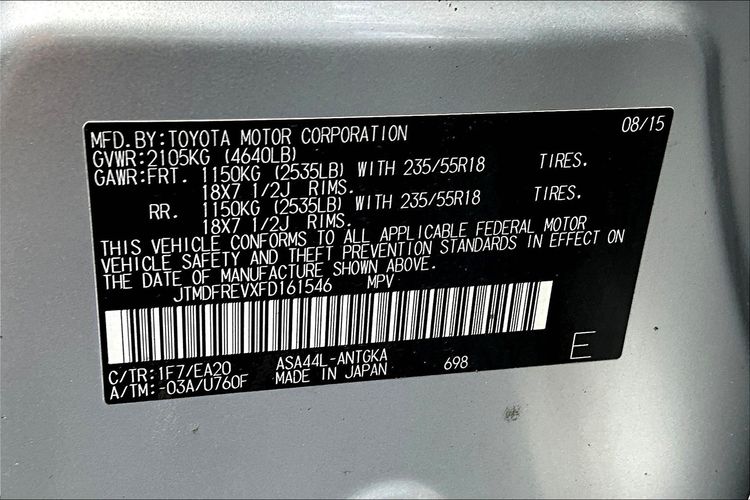 MFD.BY:TOYOTA MOTOR CORPORATION 08/15
GVWR:2105KG (4640LB)
GAWR:FRT. 1150KG (2535LB) WITH 235/55R18 TIRES.
18X7 1/2J RIMS.
RR. 1150KG (2535LB) WITH 235/55R18 TIRES.
18X7 1/2J RIMS.
THIS VEHICLE CONFORMS TO ALL APPLICABLE FEDERAL MOTOR
VEHICLE SAFETY AND THEFT PREVENTION STANDARDS IN EFFECT ON
THE DATE OF MANUFACTURE SHOWN ABOVE.
JTMDFREVXFD161546 MPV
C/TR:1F7/EA20 ASA44L-ANTGKA 698 E
A/TM:-03A/U760F MADE IN JAPAN